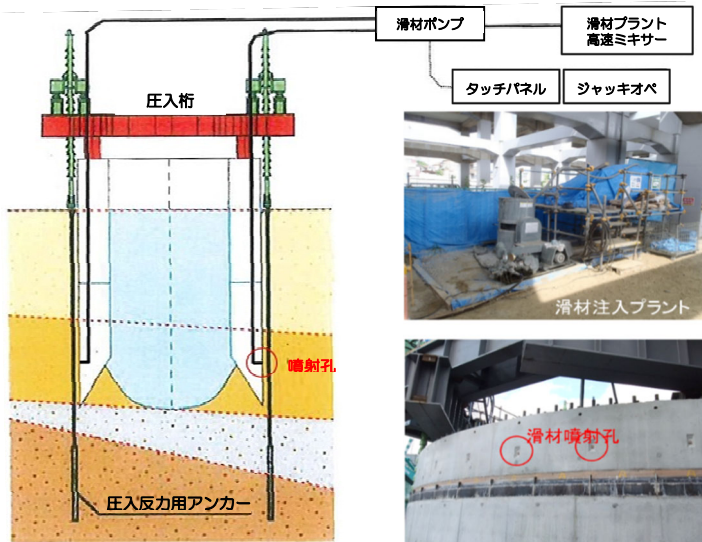 滑材ポンプ
滑材プラント
高速ミキサー
タッチパネル
ジャッキオペ
圧入桁
滑材注入プラント
噴射孔
滑材噴射孔
圧入反力用アンカー